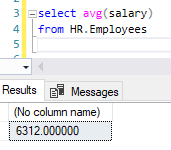 3 select avg(salary)
4 from HR.Employees
5
Results Messages
(No column name)
6312.000000